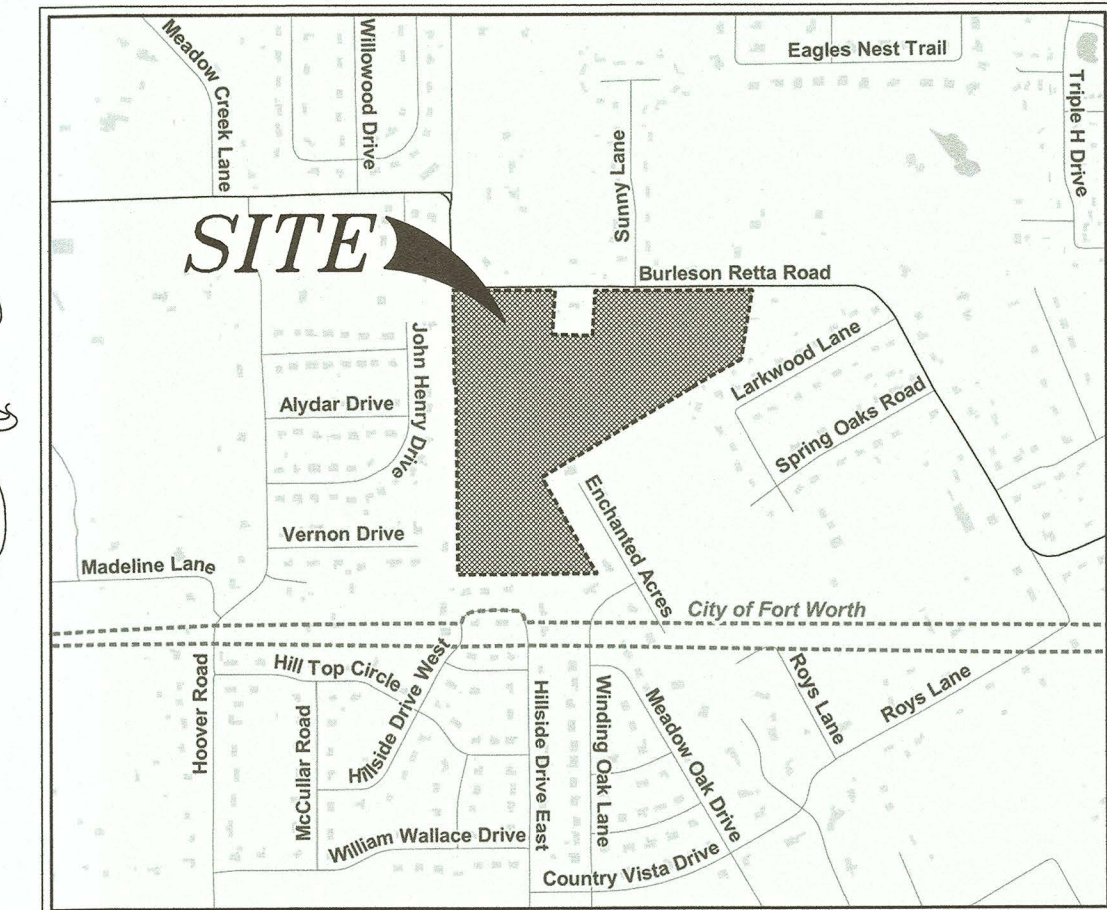 Meadow Creek Lane
Willowood Drive
Eagles Nest Trail
Triple H Drive
Sunny Lane
SITE
Burleson Retta Road
John Henry Drive
Larkwood Lane
Alydar Drive
Spring Oaks Road
Enchanted Acres
Vernon Drive
Madeline Lane
City of Fort Worth
Hoover Road
Hill Top Circle
Hillside Drive West
McCullar Road
Hillside Drive East
Winding Oak Lane
Meadow Oak Drive
Roys Lane
Roys Lane
William Wallace Drive
Country Vista Drive